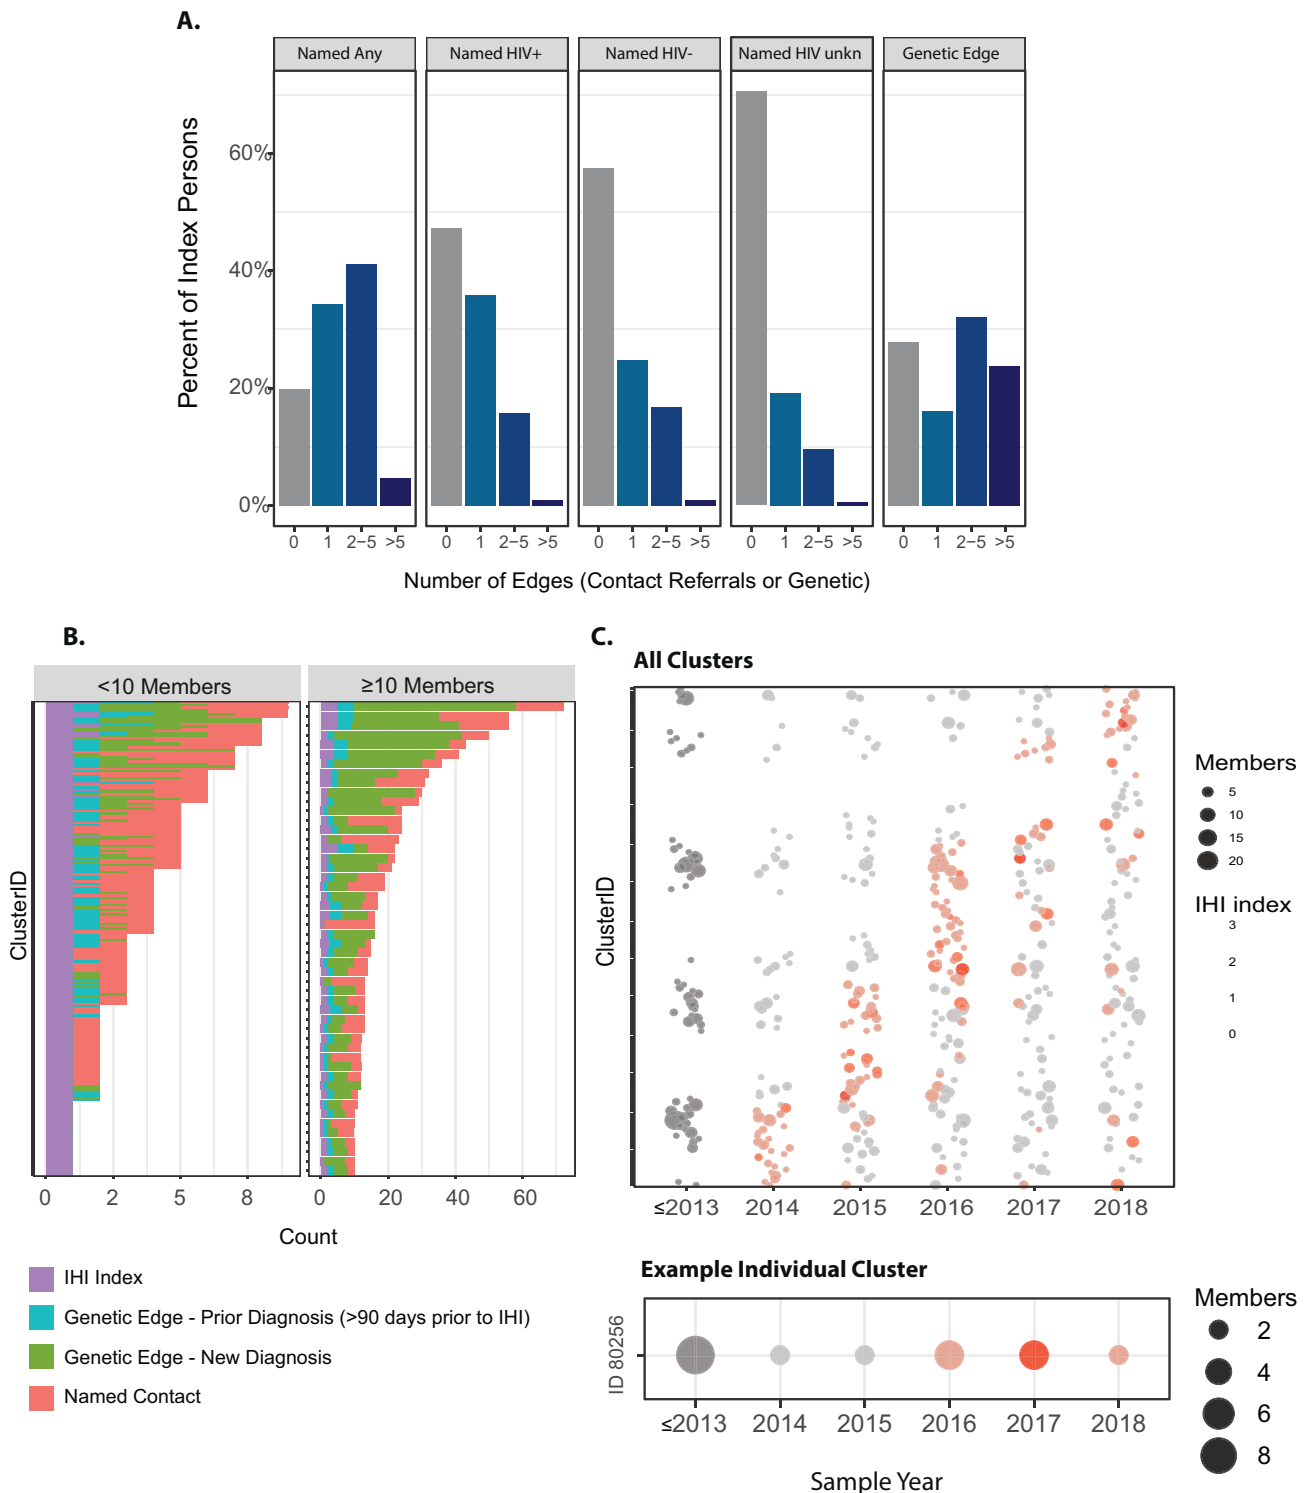 A.
Named Any
Named HIV+
Named HIV-
Named HIV unkn
Genetic Edge
Percent of Index Persons
60%
40%
20%
0%
0 1 2−5 >5
0 1 2−5 >5
0 1 2−5 >5
0 1 2−5 >5
0 1 2−5 >5
Number of Edges (Contact Referrals or Genetic)
B.
<10 Members
≥10 Members
ClusterID
0 2 5 8
0 20 40 60
Count
IHI Index
Genetic Edge - Prior Diagnosis (>90 days prior to IHI)
Genetic Edge - New Diagnosis
Named Contact
C.
All Clusters
ClusterID
≤2013 2014 2015 2016 2017 2018
Members
5
10
15
20
IHI index
3
2
1
0
Example Individual Cluster
ID 80256
≤2013 2014 2015 2016 2017 2018
Sample Year
Members
2
4
6
8